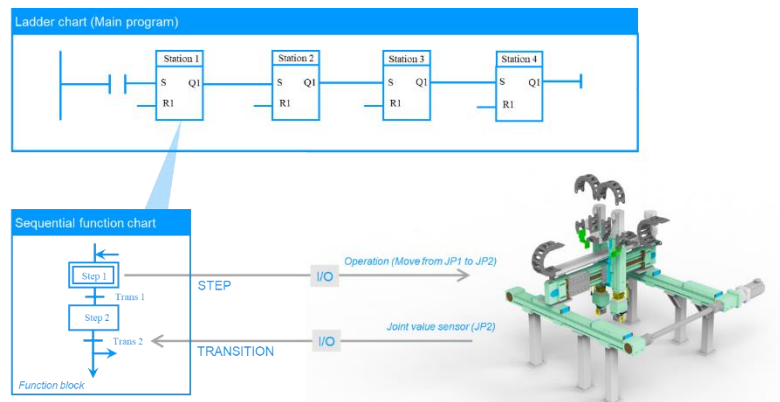 Ladder chart (Main program)
Station 1
Station 2
Station 3
Station 4
S Q1
S Q1
S Q1
S Q1
R1
R1
R1
R1
Sequential function chart
Step 1
Trans 1
Step 2
Trans 2
Function block
STEP
I/O
Operation (Move from JP1 to JP2)
TRANSITION
I/O
Joint value sensor (JP2)